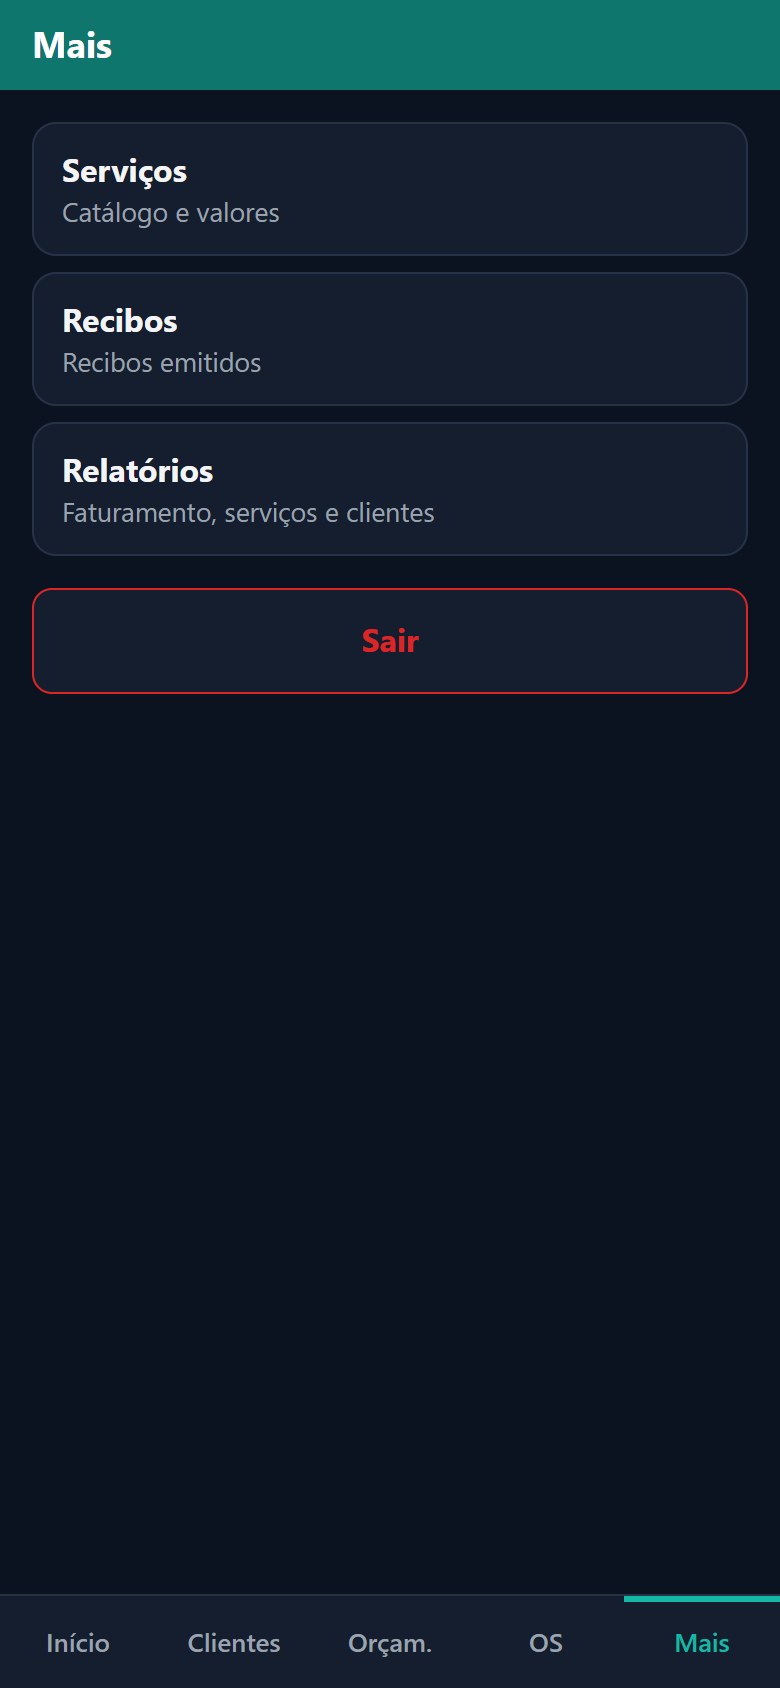 Mais
Serviços
Catálogo e valores
Recibos
Recibos emitidos
Relatórios
Faturamento, serviços e clientes
Sair
Início
Clientes
Orçam.
OS
Mais